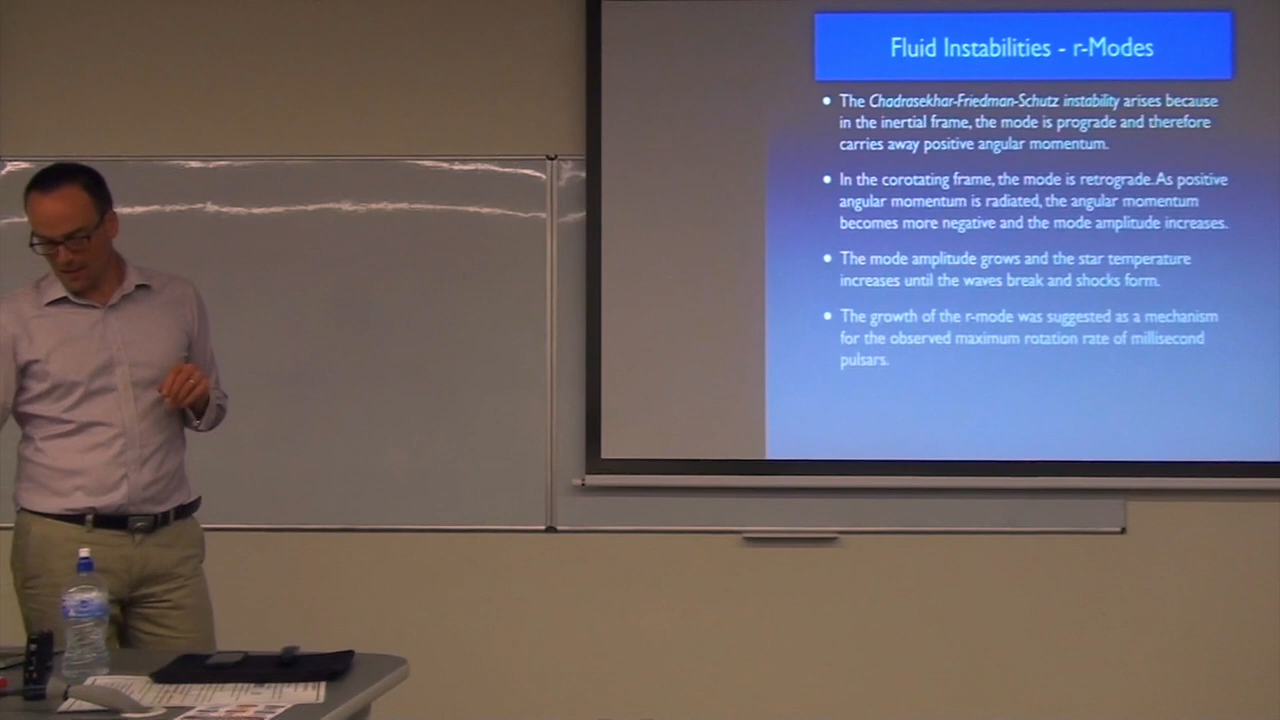 Fluid Instabilities - r-Modes
• The Chadrasekhar-Friedman-Schutz instability arises because
in the inertial frame, the mode is prograde and therefore
carries away positive angular momentum.
• In the corotating frame, the mode is retrograde. As positive
angular momentum is radiated, the angular momentum
becomes more negative and the mode amplitude increases.
• The mode amplitude grows and the star temperature
increases until the waves break and shocks form.
• The growth of the r-mode was suggested as a mechanism
for the observed maximum rotation rate of millisecond
pulsars.